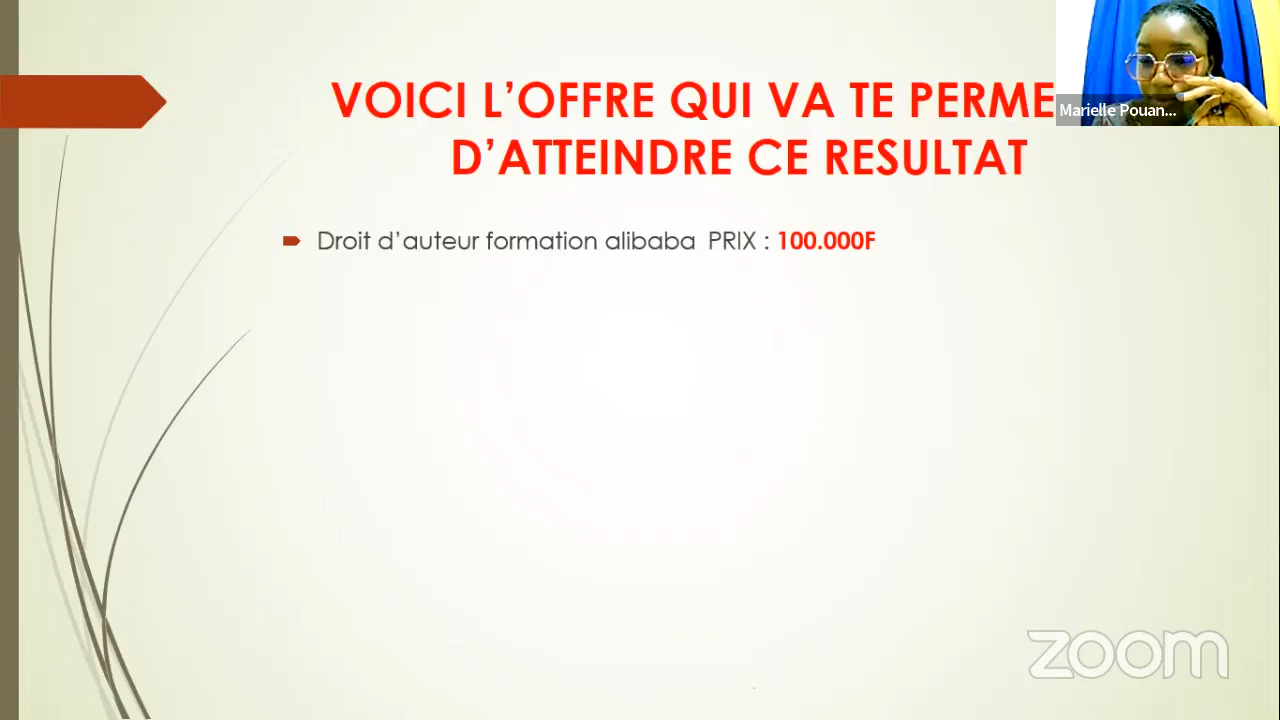 VOICI L'OFFRE QUI VA TE PERME
D'ATTEINDRE CE RESULTAT
Droit d'auteur formation alibaba PRIX : 100.000F
Marielle Pouan...
zoom